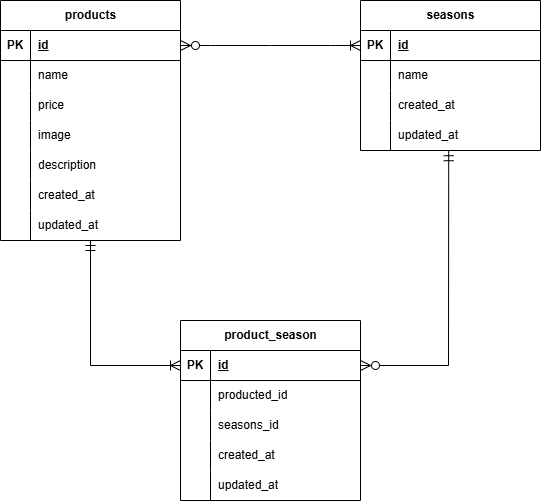 products
PK id
name
price
image
description
created_at
updated_at
seasons
PK id
name
created_at
updated_at
product_season
PK id
producted_id
seasons_id
created_at
updated_at